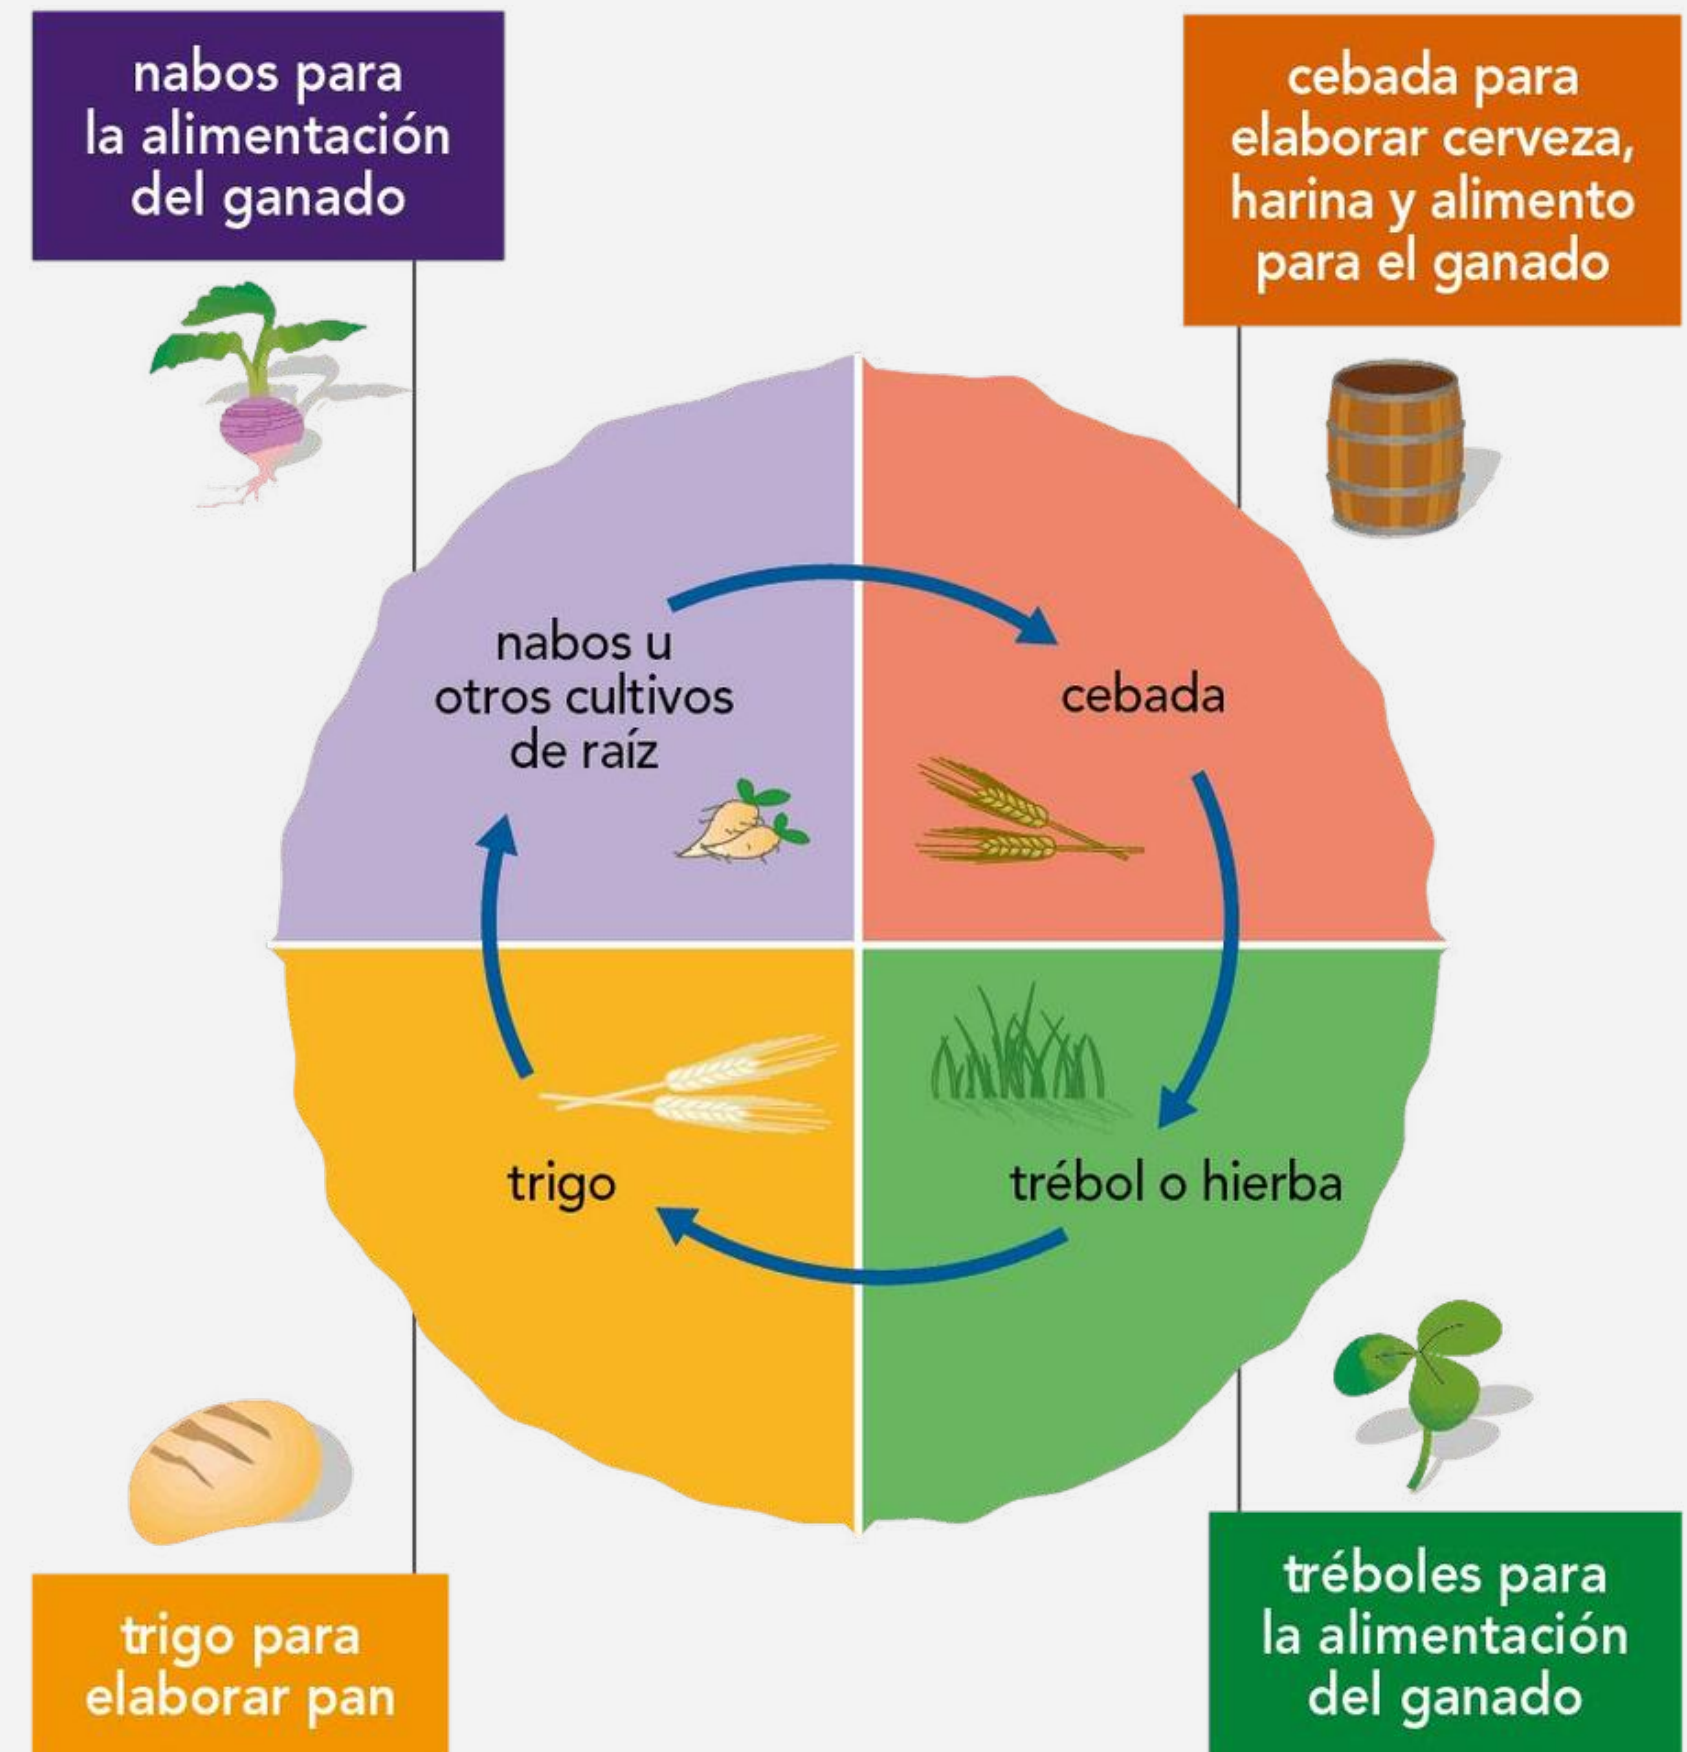 nabos para
la alimentación
del ganado
cebada para
elaborar cerveza,
harina y alimento
para el ganado
nabos u
otros cultivos
de raíz
cebada
trigo
trébol o hierba
trigo para
elaborar pan
tréboles para
la alimentación
del ganado